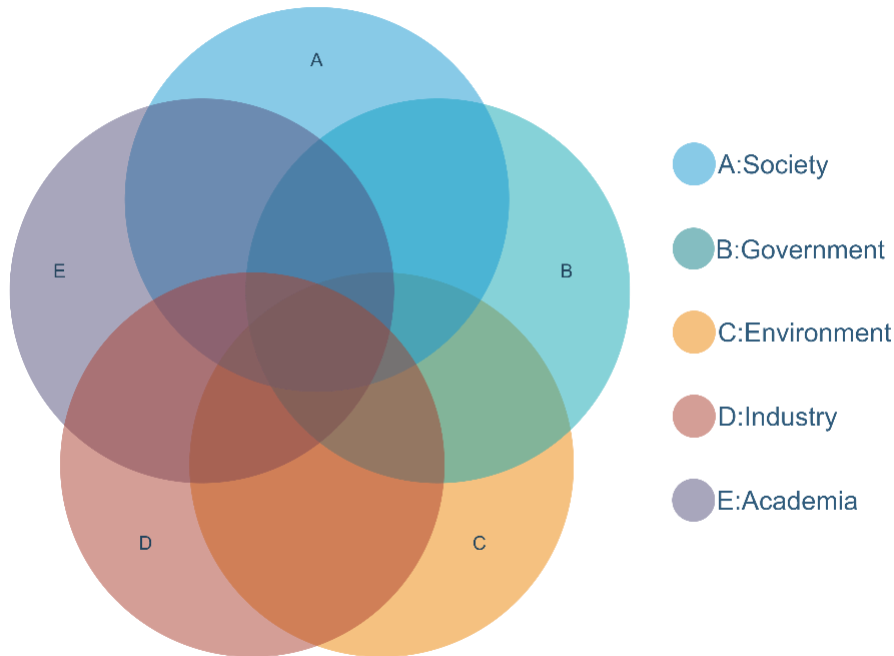 A
E
B
D
C
A:Society
B:Government
C:Environment
D:Industry
E:Academia